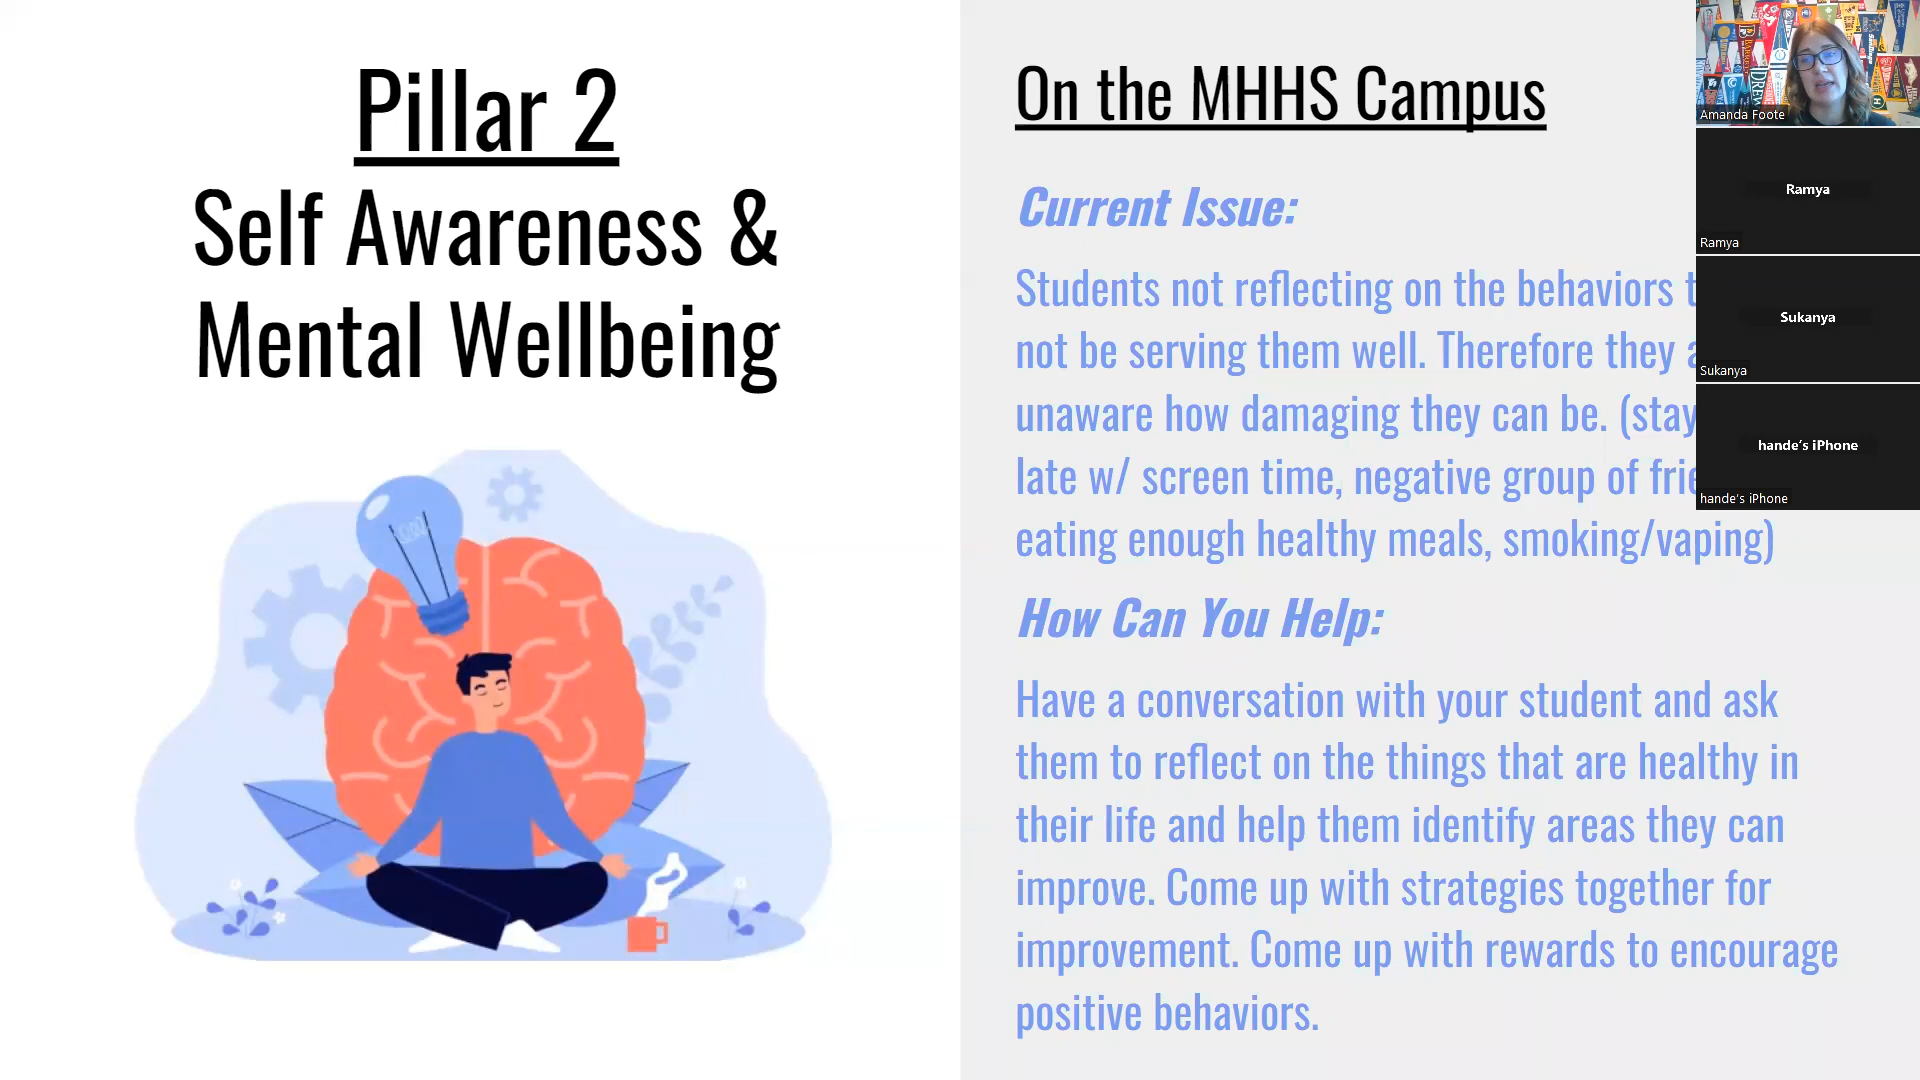 Pillar 2
Self Awareness &
Mental Wellbeing
On the MHHS Campus
Current Issue:
Students not reflecting on the behaviors
not be serving them well. Therefore they
unaware how damaging they can be. (stay
late w/ screen time, negative group of
eating enough healthy meals, smoking/vaping)
How Can You Help:
Have a conversation with your student and ask
them to reflect on the things that are healthy in
their life and help them identify areas they can
improve. Come up with strategies together for
improvement. Come up with rewards to encourage
positive behaviors.
Amanda Foote
Ramya
Ramya
Sukanya
Sukanya
hande's iPhone
hande's iPhone